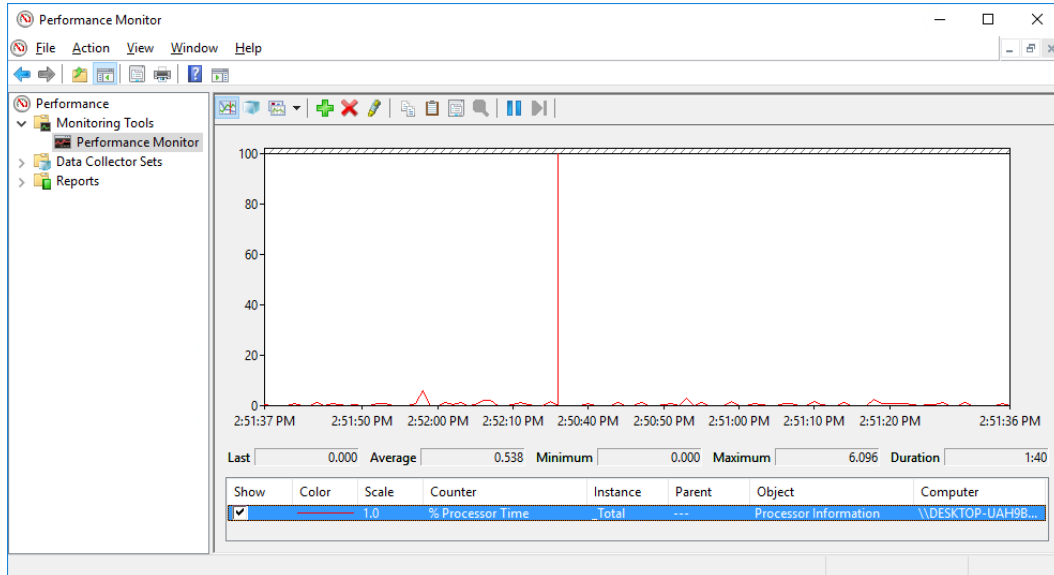 Performance Monitor
File Action View Window Help
Performance
Monitoring Tools
Performance Monitor
Data Collector Sets
Reports
100
80
60
40
20
0
2:51:37 PM 2:51:50 PM 2:52:00 PM 2:52:10 PM 2:50:40 PM 2:50:50 PM 2:51:00 PM 2:51:10 PM 2:51:20 PM 2:51:36 PM
Last 0.000 Average 0.538 Minimum 0.000 Maximum 6.096 Duration 1:40
Show Color Scale Counter Instance Parent Object Computer
1.0 % Processor Time _Total --- Processor Information \\DESKTOP-UAH9B...